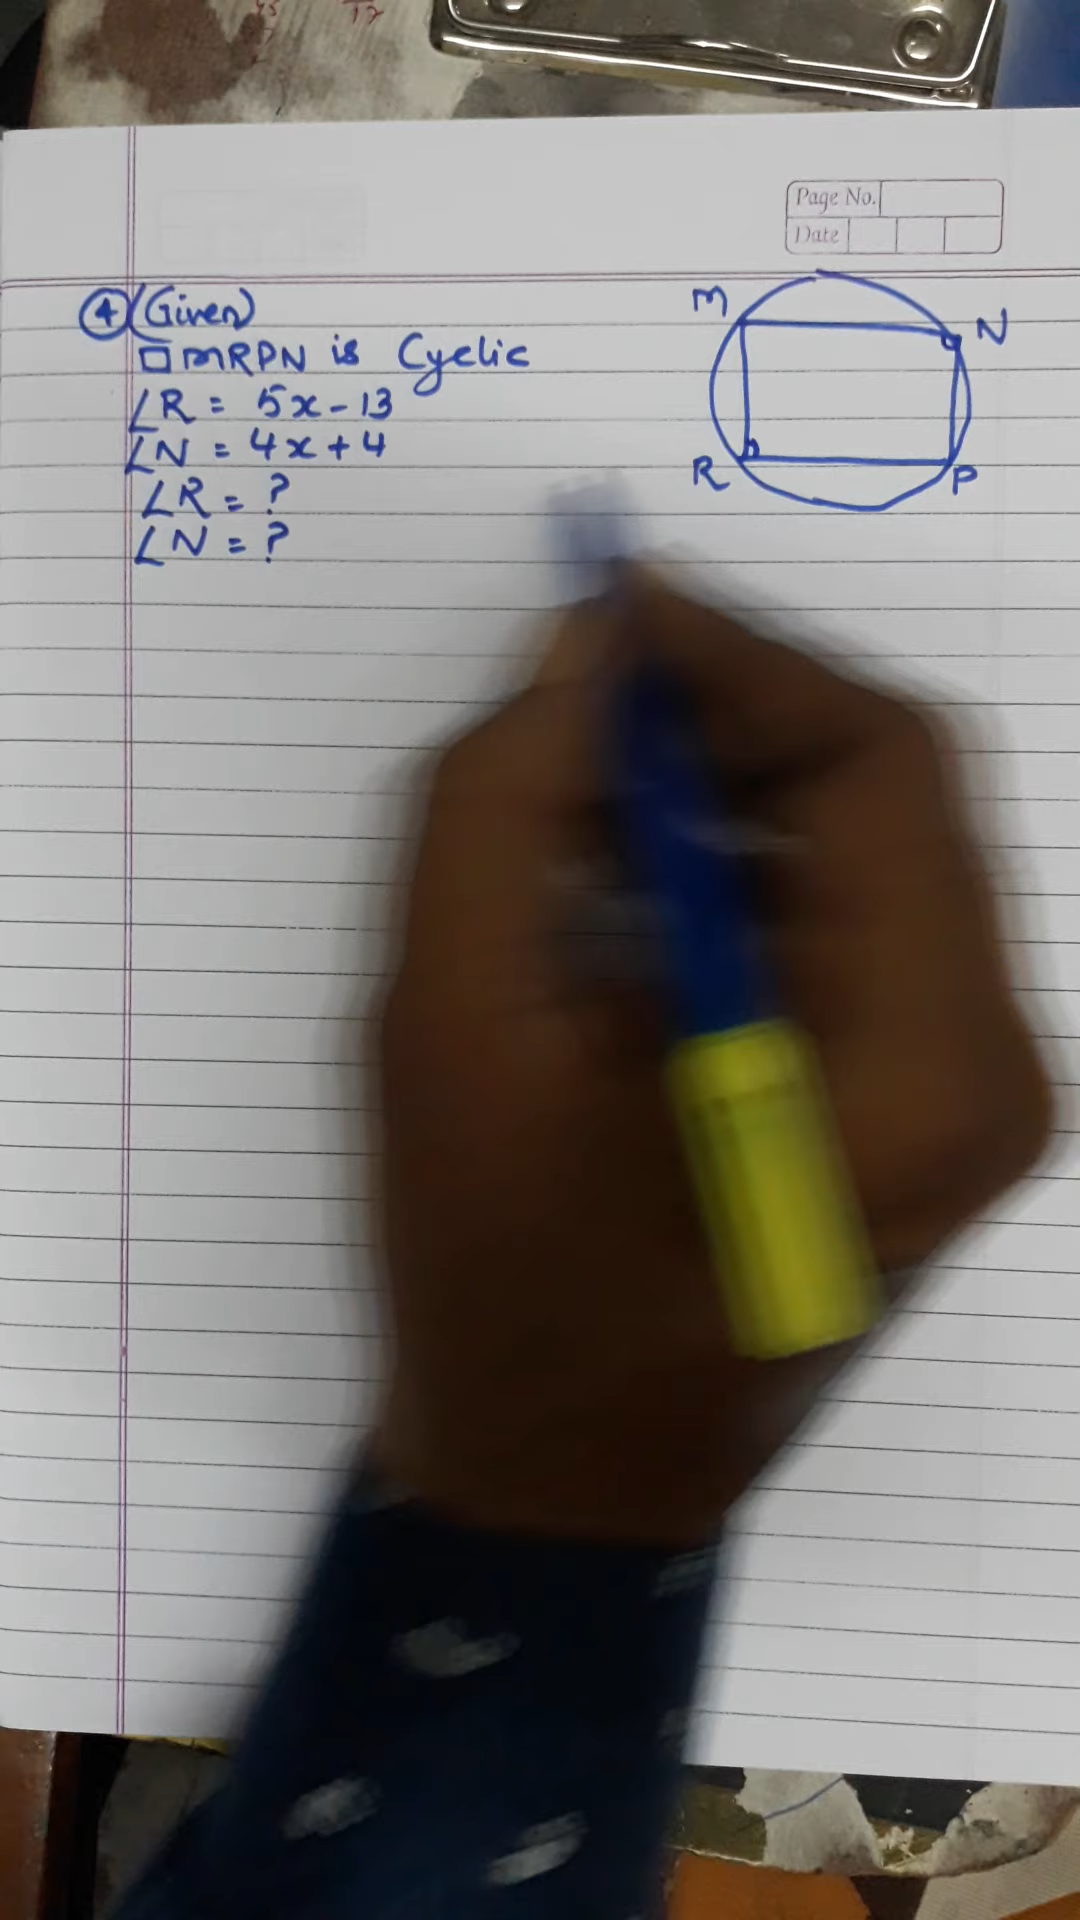 Page No.
Date
④ Given
□ MRPN is Cyclic
∠R = 5x - 13
∠N = 4x + 4
∠R = ?
∠N = ?
M
N
R
P